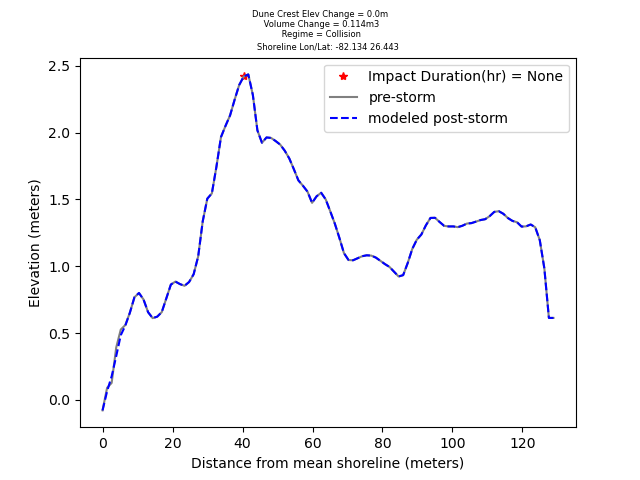 Dune Crest Elev Change = 0.0m
Volume Change = 0.114m3
Regime = Collision
Shoreline Lon/Lat: -82.134 26.443
Impact Duration(hr) = None
pre-storm
modeled post-storm
Elevation (meters)
2.5
2.0
1.5
1.0
0.5
0.0
0 20 40 60 80 100 120
Distance from mean shoreline (meters)